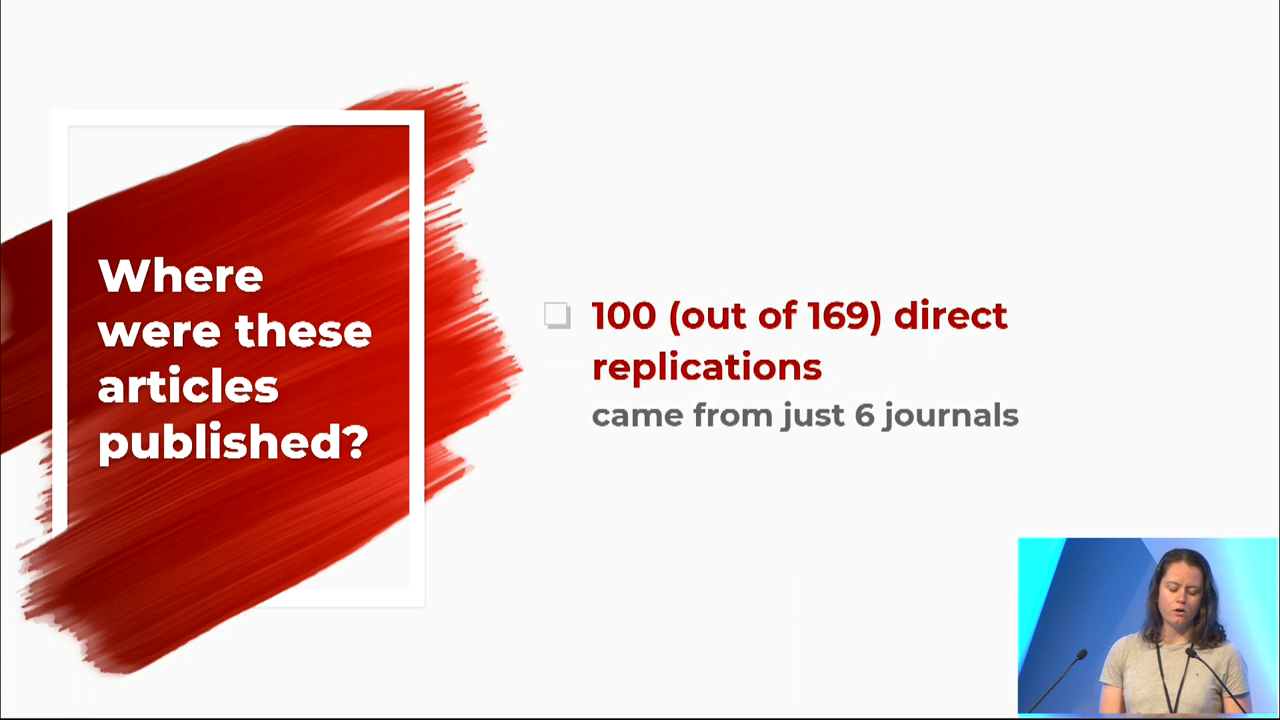 Where
were these
articles
published?
100 (out of 169) direct
replications
came from just 6 journals